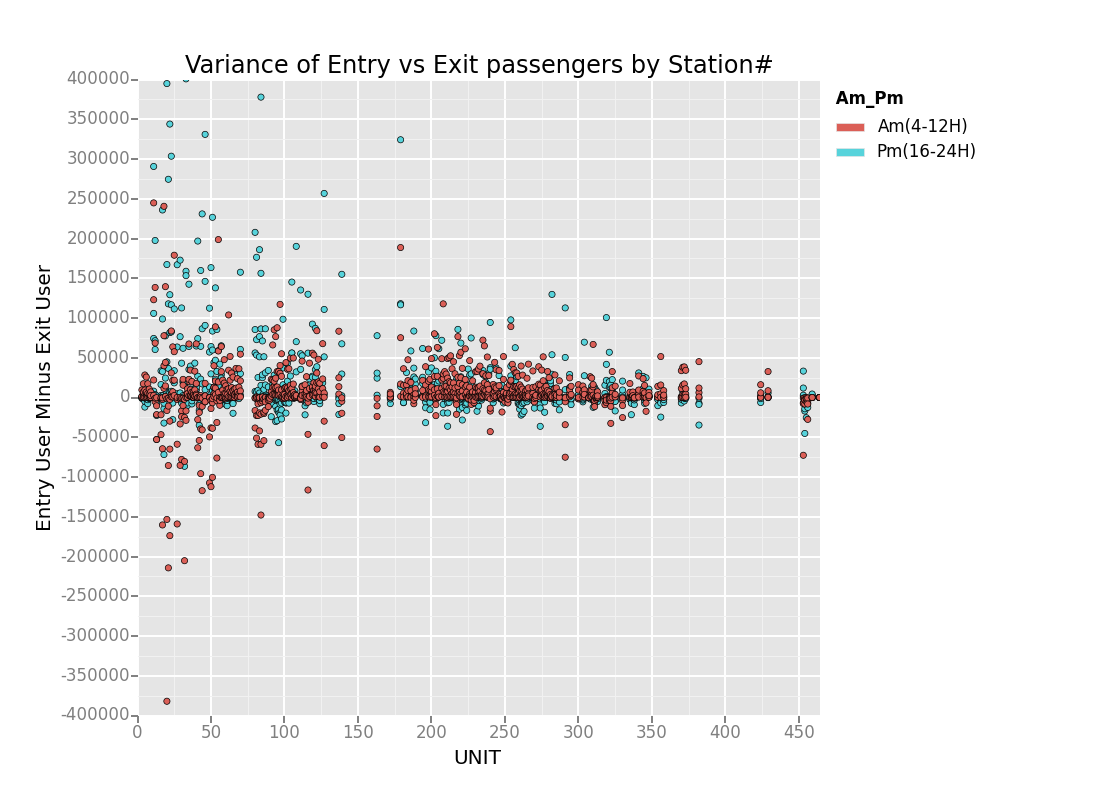 Variance of Entry vs Exit passengers by Station#
Am_Pm
Am(4-12H)
Pm(16-24H)
Entry User Minus Exit User
400000
350000
300000
250000
200000
150000
100000
50000
0
-50000
-100000
-150000
-200000
-250000
-300000
-350000
-400000
0 50 100 150 200 250 300 350 400 450
UNIT